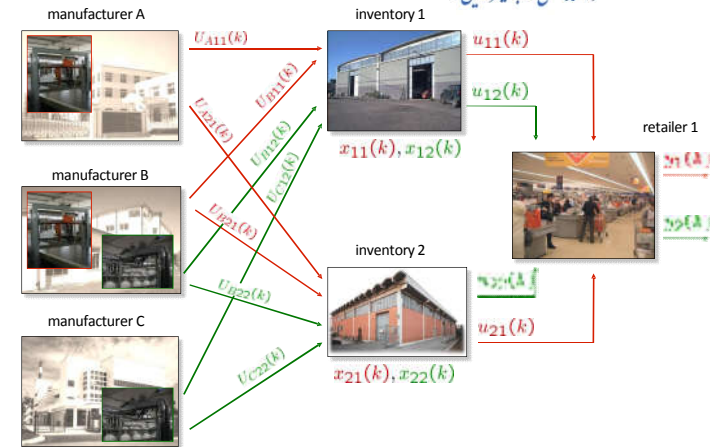 manufacturer A
inventory 1
U_{A11}(k)
u_{11}(k)
U_{B11}(k)
U_{A21}(k)
u_{12}(k)
retailer 1
U_{B12}(k)
U_{C12}(k)
x_{11}(k), x_{12}(k)
manufacturer B
U_{B21}(k)
inventory 2
U_{B22}(k)
manufacturer C
u_{21}(k)
U_{C22}(k)
x_{21}(k), x_{22}(k)